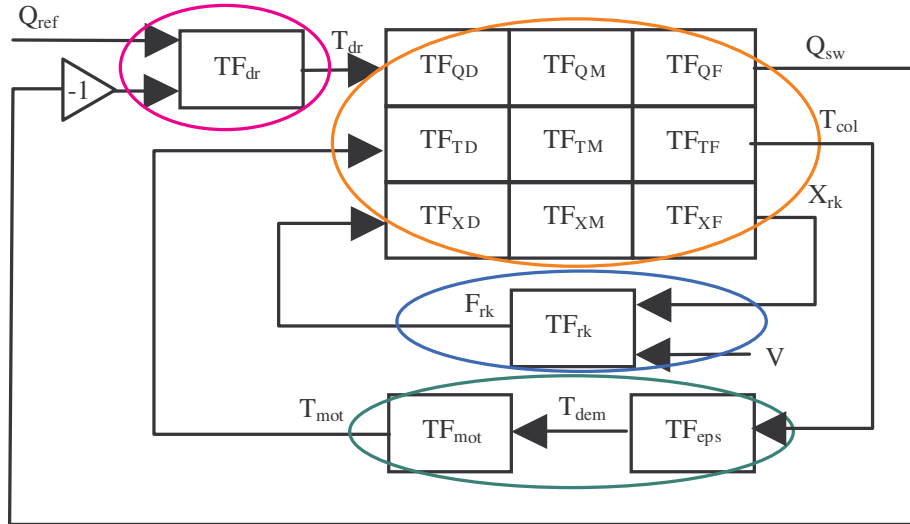 Q_ref
T_dr
Q_sw
TF_dr
-1
TF_QD TF_QM TF_QF
T_col
TF_TD TF_TM TF_TF
X_rk
TF_XD TF_XM TF_XF
F_rk
TF_rk
V
T_mot
T_dem
TF_mot
TF_eps